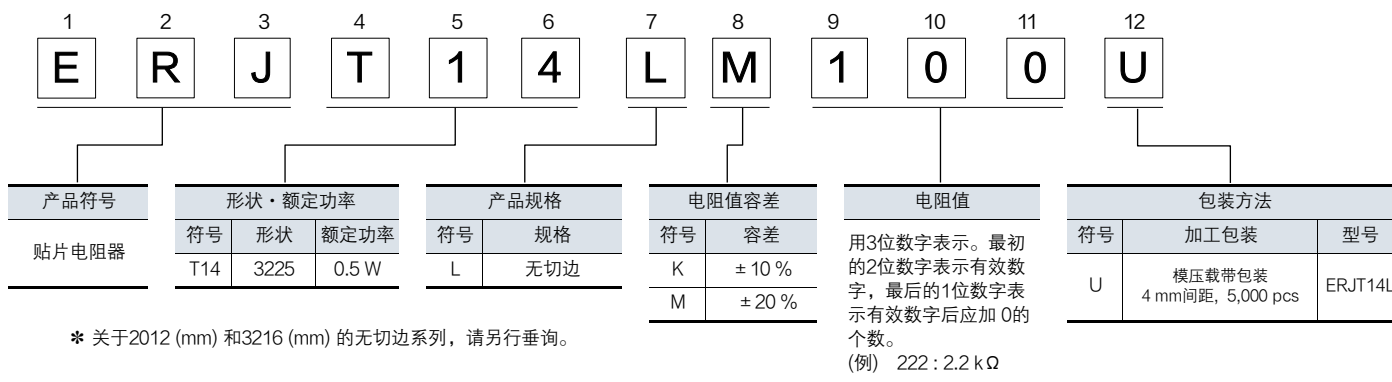 1 2 3 4 5 6 7 8 9 10 11 12
E R J T 1 4 L M 1 0 0 U
产品符号
贴片电阻器
形状・额定功率
符号 形状 额定功率
T14 3225 0.5 W
产品规格
符号 规格
L 无切边
电阻值容差
符号 容差
K ±10 %
M ±20 %
电阻值
用3位数字表示。最初
的2位数字表示有效数
字，最后的1位数字表
示有效数字后应加 0的
个数。
(例) 222 : 2.2 kΩ
包装方法
符号 加工包装 型号
U 模压载带包装 ERJT14L
4 mm间距, 5,000 pcs
✽ 关于2012 (mm) 和3216 (mm) 的无切边系列，请另行垂询。